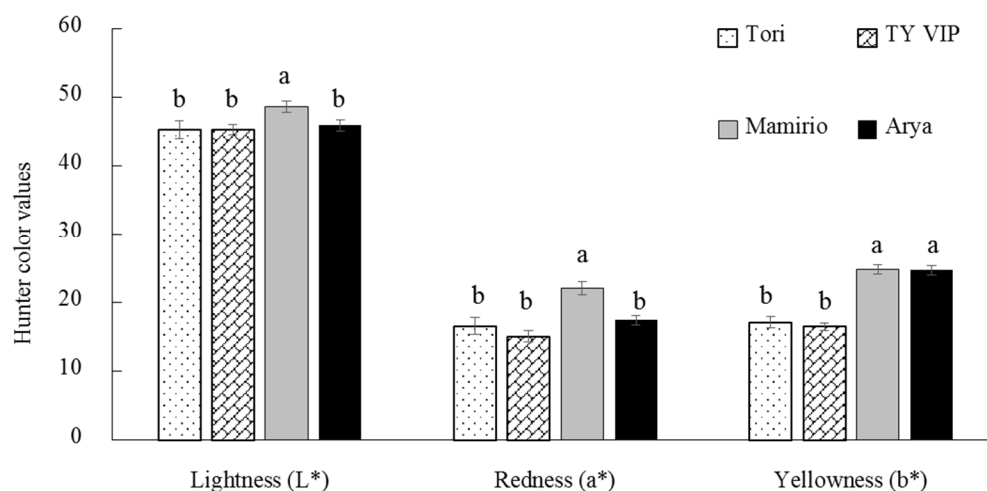 Hunter color values
60
50
40
30
20
10
0
Tori
TY VIP
Mamirio
Arya
b b a b
b b a b
b b a a
Lightness (L*)
Redness (a*)
Yellowness (b*)